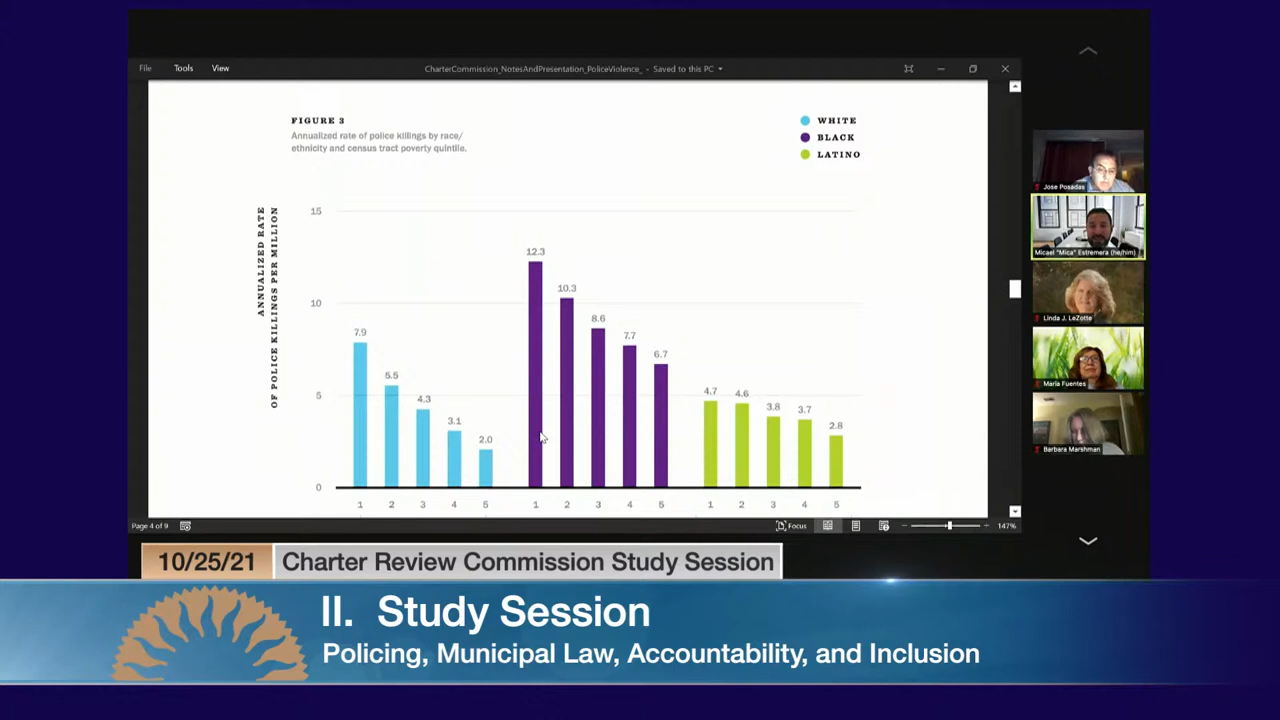 File Tools View CharterCommission_NotesAndPresentation_PoliceViolence_ - Saved to this PC
FIGURE 3
Annualized rate of police killings by race/
ethnicity and census tract poverty quintile.
WHITE
BLACK
LATINO
ANNUALIZED RATE
OF POLICE KILLINGS PER MILLION
15
10
5
0
7.9
5.5
4.3
3.1
2.0
12.3
10.3
8.6
7.7
6.7
4.7
4.6
3.8
3.7
2.8
1 2 3 4 5 1 2 3 4 5 1 2 3 4 5
Page 4 of 9 Focus 147%
Jose Posadas
Micael "Mica" Estremera (he/him)
Linda J. LeZotte
Maria Fuentes
Barbara Marshman
10/25/21 Charter Review Commission Study Session
II. Study Session
Policing, Municipal Law, Accountability, and Inclusion